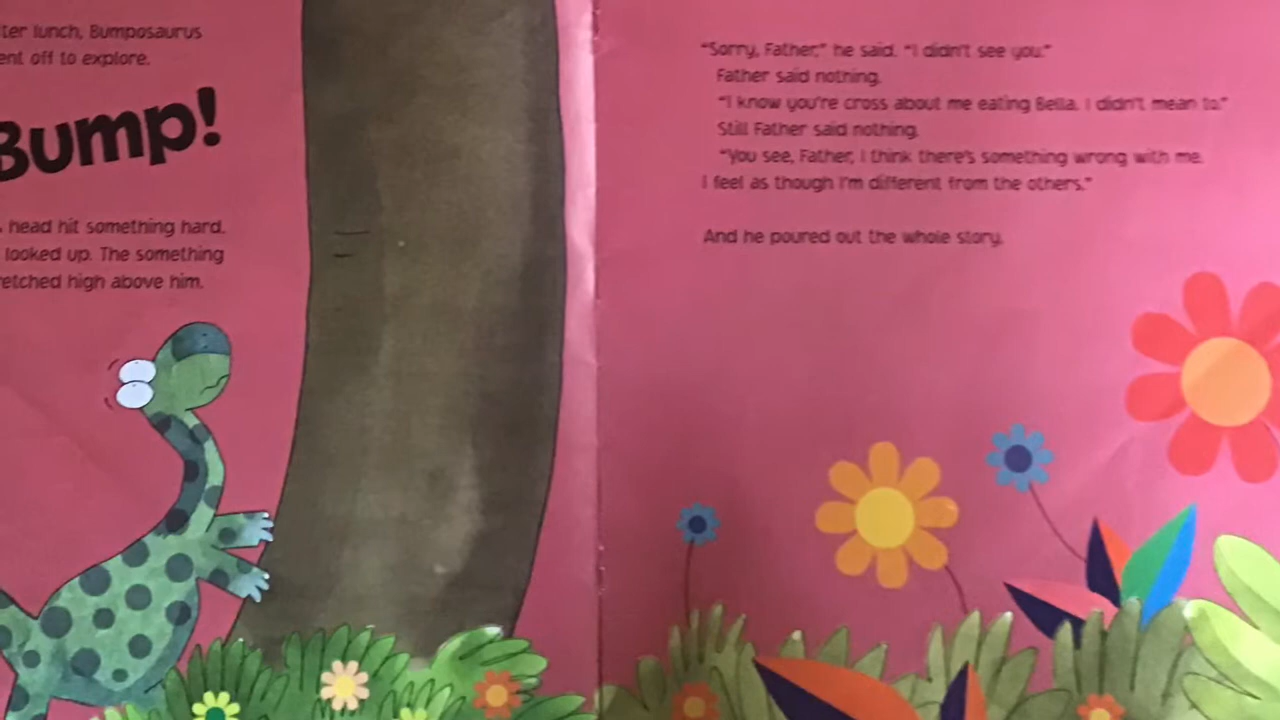 ter lunch, Bumposaurus
ent off to explore.
Bump!
head hit something hard.
looked up. The something
retched high above him.
“Sorry, Father,” he said. “I didn’t see you.”
Father said nothing.
“I know you’re cross about me eating Bella. I didn’t mean to.”
Still Father said nothing.
“You see, Father, I think there’s something wrong with me.
I feel as though I’m different from the others.”
And he poured out the whole story.